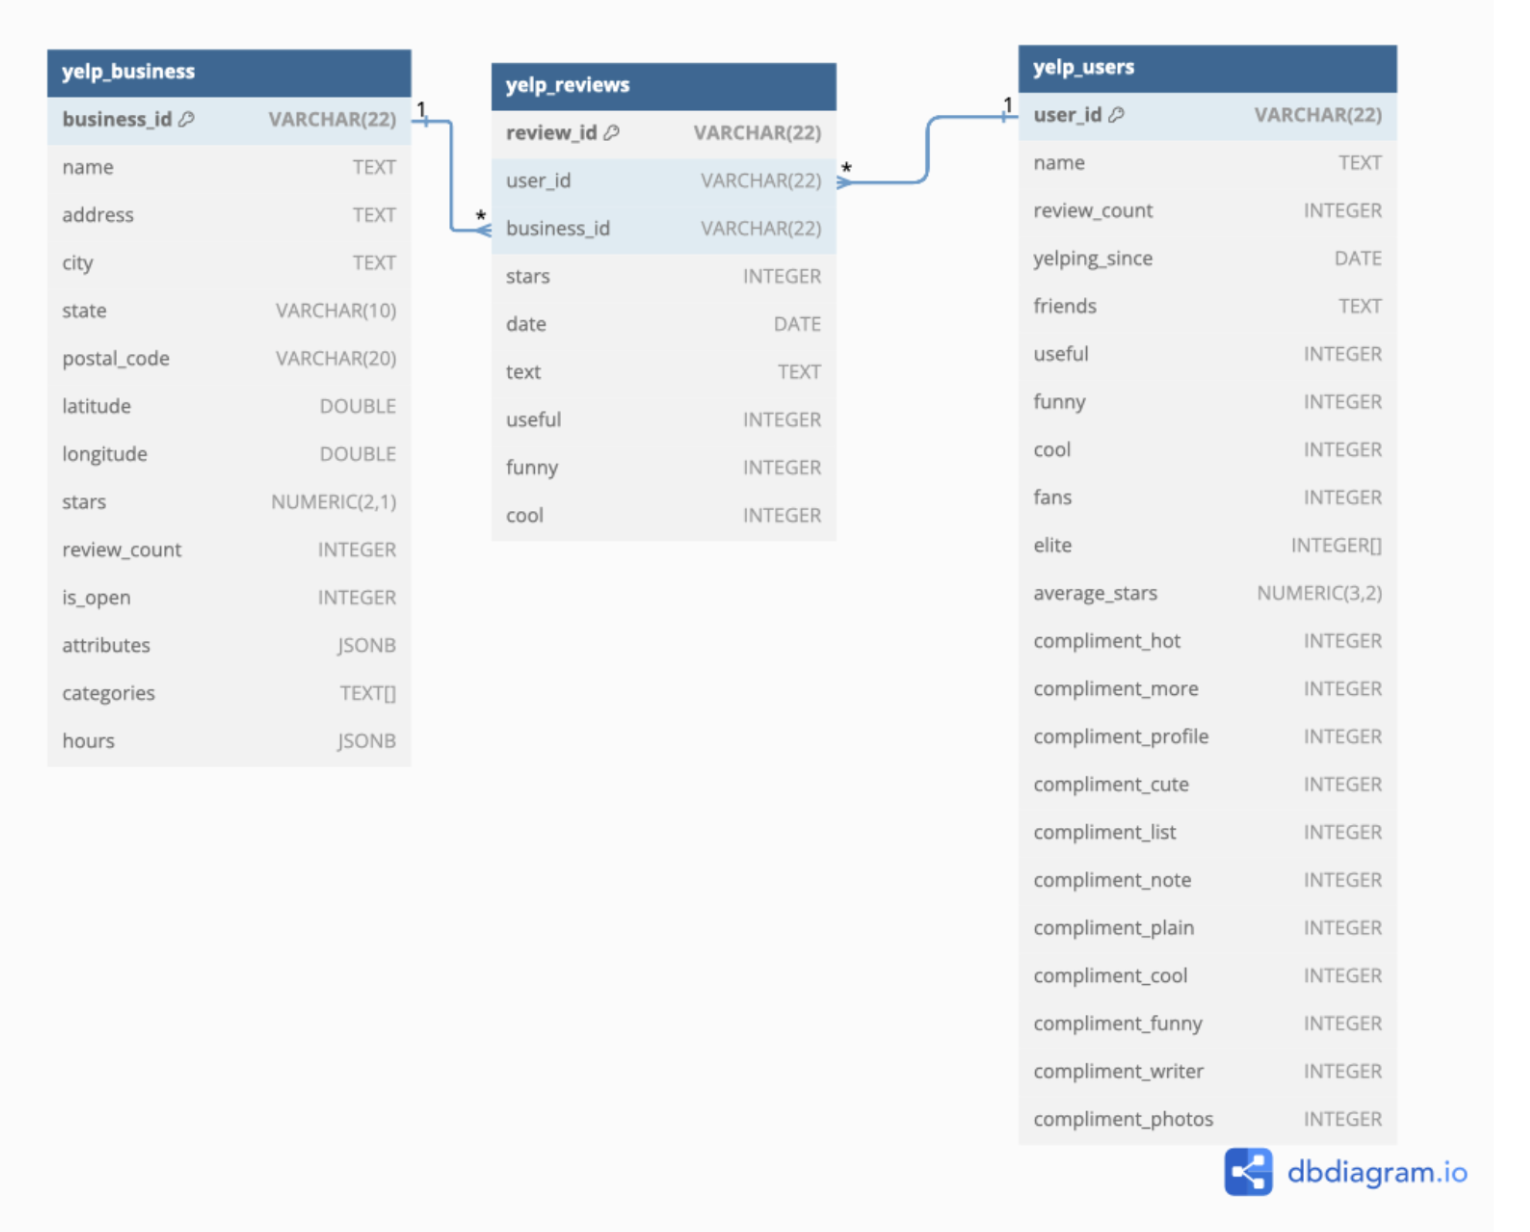 yelp_business
business_id VARCHAR(22)
name TEXT
address TEXT
city TEXT
state VARCHAR(10)
postal_code VARCHAR(20)
latitude DOUBLE
longitude DOUBLE
stars NUMERIC(2,1)
review_count INTEGER
is_open INTEGER
attributes JSONB
categories TEXT[]
hours JSONB
1
*
yelp_reviews
review_id VARCHAR(22)
user_id VARCHAR(22)
business_id VARCHAR(22)
stars INTEGER
date DATE
text TEXT
useful INTEGER
funny INTEGER
cool INTEGER
*
1
yelp_users
user_id VARCHAR(22)
name TEXT
review_count INTEGER
yelping_since DATE
friends TEXT
useful INTEGER
funny INTEGER
cool INTEGER
fans INTEGER
elite INTEGER[]
average_stars NUMERIC(3,2)
compliment_hot INTEGER
compliment_more INTEGER
compliment_profile INTEGER
compliment_cute INTEGER
compliment_list INTEGER
compliment_note INTEGER
compliment_plain INTEGER
compliment_cool INTEGER
compliment_funny INTEGER
compliment_writer INTEGER
compliment_photos INTEGER
dbdiagram.io